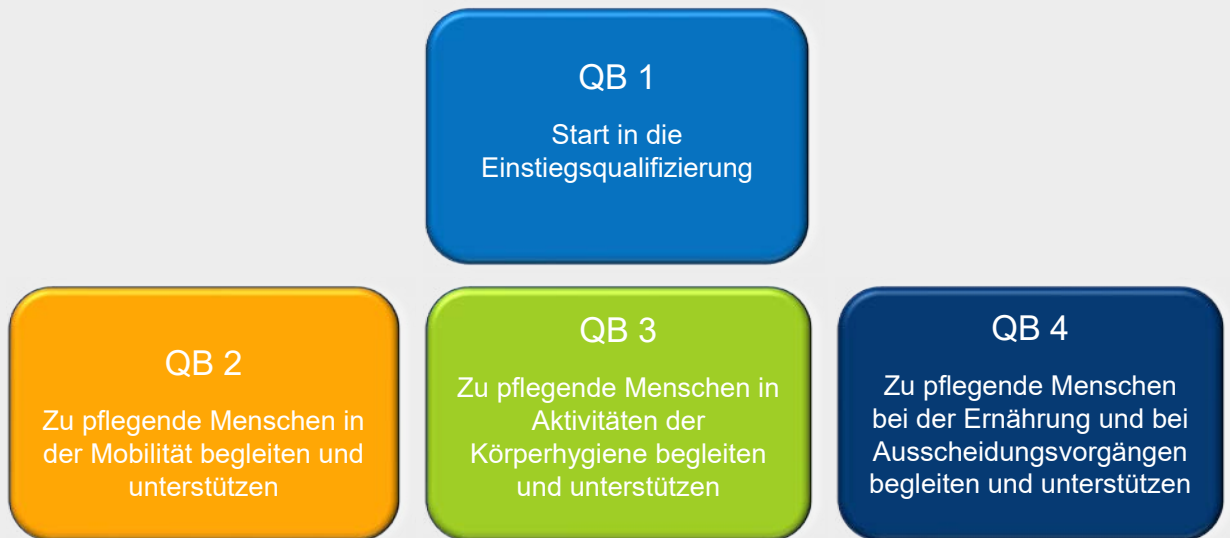 QB 1
Start in die
Einstiegsqualifizierung
QB 2
Zu pflegende Menschen in
der Mobilität begleiten und
unterstützen
QB 3
Zu pflegende Menschen in
Aktivitäten der
Körperhygiene begleiten
und unterstützen
QB 4
Zu pflegende Menschen
bei der Ernährung und bei
Ausscheidungsvorgängen
begleiten und unterstützen